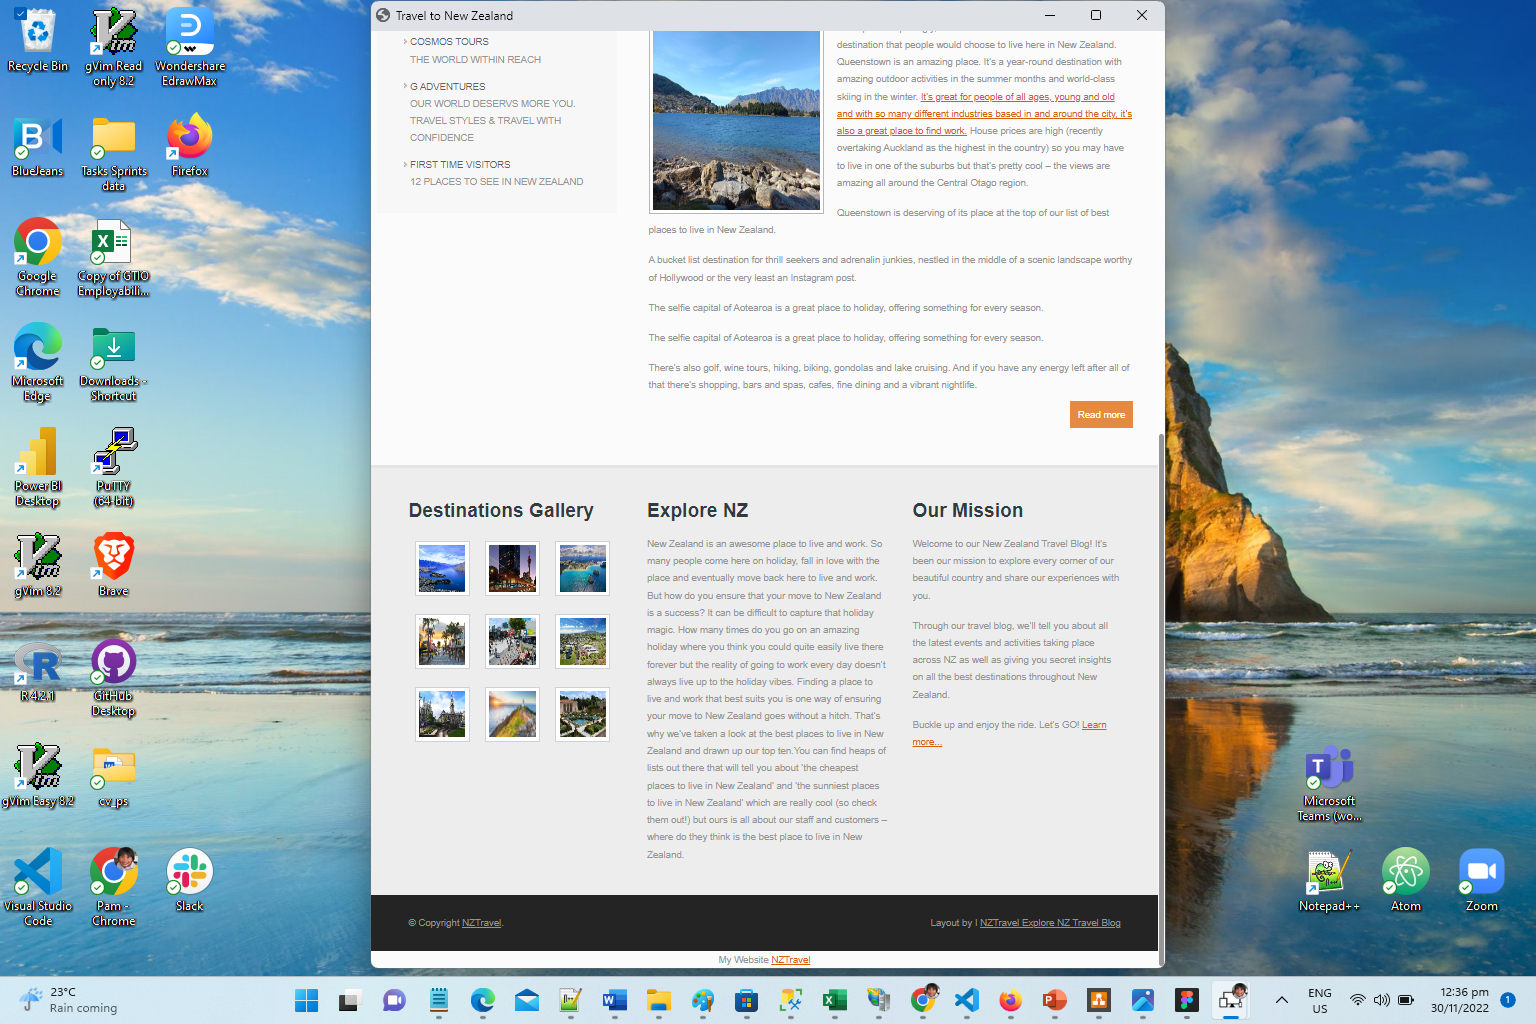 Recycle Bin
gVim Read
only 8.2
Wondershare
EdrawMax
BlueJeans
Tasks Sprints
data
Firefox
Google
Chrome
Copy of GTIO
Employabili...
Microsoft
Edge
Downloads -
Shortcut
Power BI
Desktop
PuTTY
(64-bit)
gVim 8.2
Brave
R 4.2.1
GitHub
Desktop
gVim Easy 8.2
cv_ps
Visual Studio
Code
Pam -
Chrome
Slack
Travel to New Zealand
COSMOS TOURS
THE WORLD WITHIN REACH
G ADVENTURES
OUR WORLD DESERVS MORE YOU.
TRAVEL STYLES & TRAVEL WITH
CONFIDENCE
FIRST TIME VISITORS
12 PLACES TO SEE IN NEW ZEALAND
destination that people would choose to live here in New Zealand.
Queenstown is an amazing place. It's a year-round destination with
amazing outdoor activities in the summer months and world-class
skiing in the winter. It's great for people of all ages, young and old
and with so many different industries based in and around the city, it's
also a great place to find work. House prices are high (recently
overtaking Auckland as the highest in the country) so you may have
to live in one of the suburbs but that's pretty cool – the views are
amazing all around the Central Otago region.
Queenstown is deserving of its place at the top of our list of best
places to live in New Zealand.
A bucket list destination for thrill seekers and adrenalin junkies, nestled in the middle of a scenic landscape worthy
of Hollywood or the very least an Instagram post.
The selfie capital of Aotearoa is a great place to holiday, offering something for every season.
The selfie capital of Aotearoa is a great place to holiday, offering something for every season.
There's also golf, wine tours, hiking, biking, gondolas and lake cruising. And if you have any energy left after all of
that there's shopping, bars and spas, cafes, fine dining and a vibrant nightlife.
Read more
Destinations Gallery
Explore NZ
New Zealand is an awesome place to live and work. So
many people come here on holiday, fall in love with the
place and eventually move back here to live and work.
But how do you ensure that your move to New Zealand
is a success? It can be difficult to capture that holiday
magic. How many times do you go on an amazing
holiday where you think you could quite easily live there
forever but the reality of going to work every day doesn't
always live up to the holiday vibes. Finding a place to
live and work that best suits you is one way of ensuring
your move to New Zealand goes without a hitch. That's
why we've taken a look at the best places to live in New
Zealand and drawn up our top ten.You can find heaps of
lists out there that will tell you about 'the cheapest
places to live in New Zealand' and 'the sunniest places
to live in New Zealand' which are really cool (so check
them out!) but ours is all about our staff and customers –
where do they think is the best place to live in New
Zealand.
Our Mission
Welcome to our New Zealand Travel Blog! It's
been our mission to explore every corner of our
beautiful country and share our experiences with
you.
Through our travel blog, we'll tell you about all
the latest events and activities taking place
across NZ as well as giving you secret insights
on all the best destinations throughout New
Zealand.
Buckle up and enjoy the ride. Let's GO! Learn
more...
© Copyright NZTravel.
Layout by | NZTravel Explore NZ Travel Blog
My Website NZTravel
Microsoft
Teams (wo...
Notepad++
Atom
Zoom
23°C
Rain coming
ENG
US
12:36 pm
30/11/2022
1